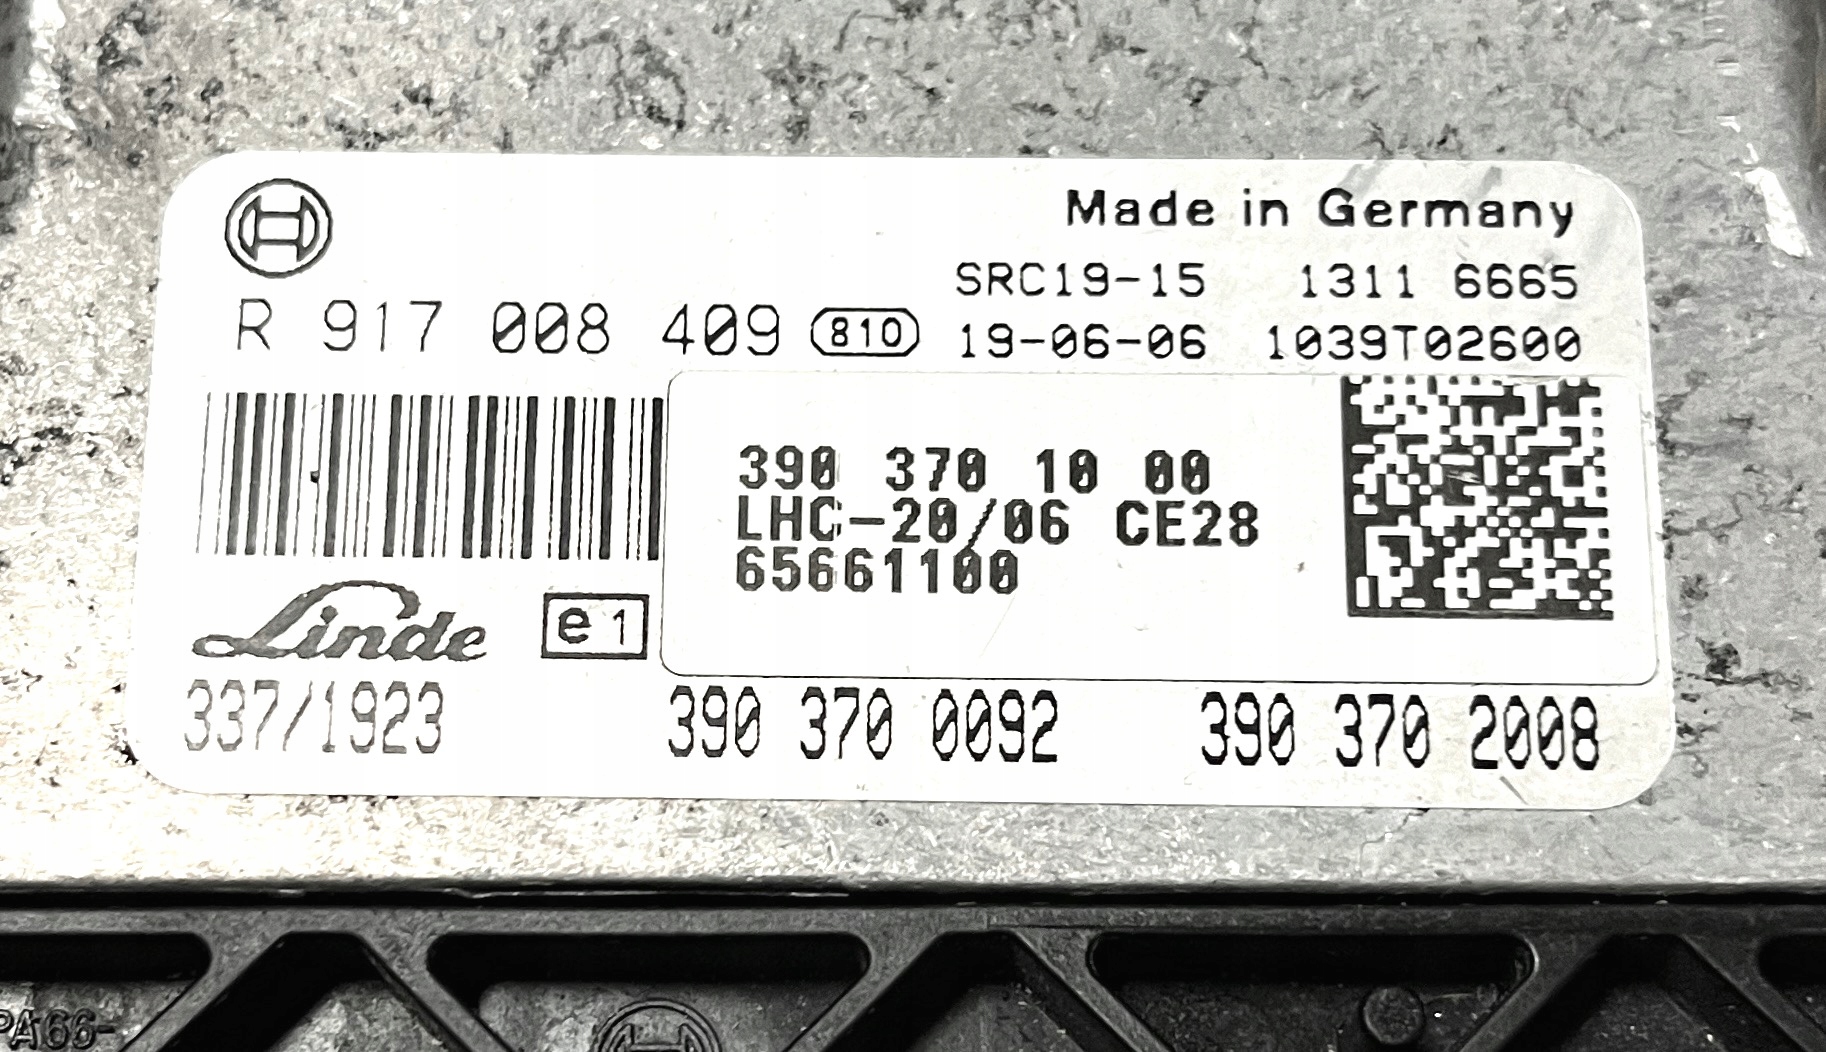 Made in Germany
SRC19-15 1311 6665
R 917 008 409 810 19-06-06 1039T02600
390 370 10 00
LHC-20/06 CE28
65661100
Linde e1
337/1923 390 370 0092 390 370 2008
PA66-